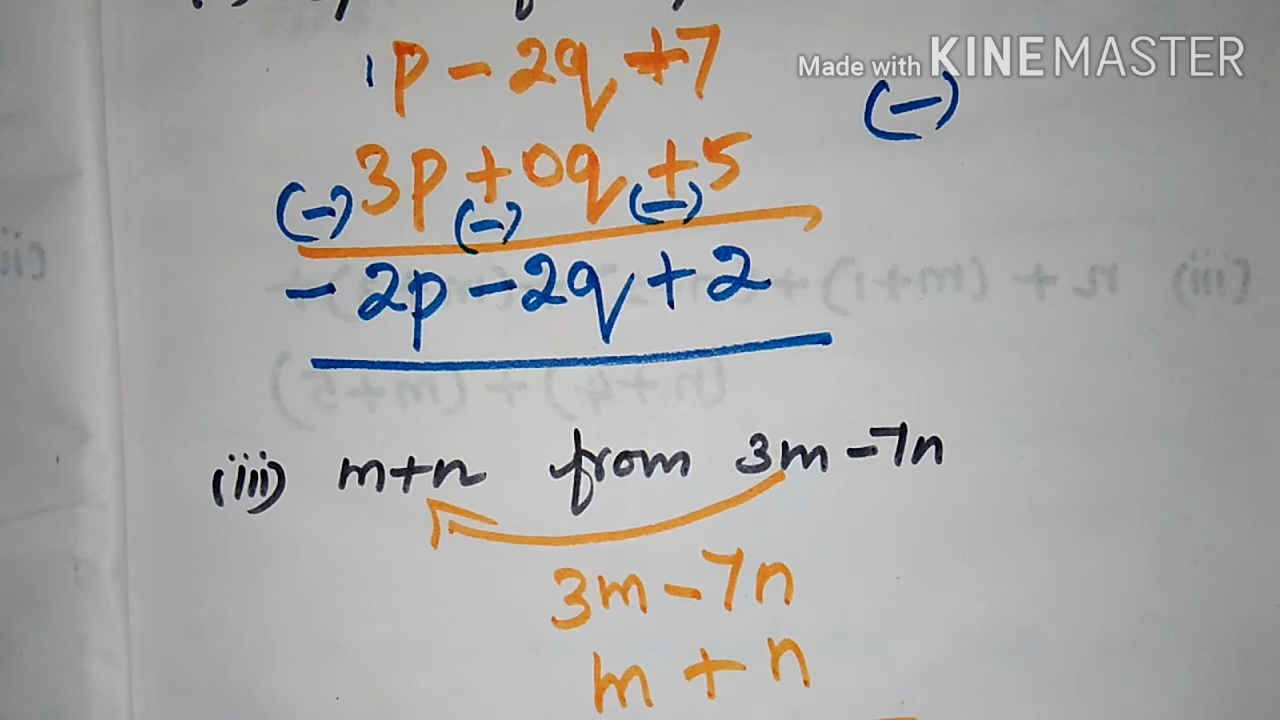 1p - 2q + 7
Made with KINEMASTER
(-)
3p + 0q + 5
(-) (-) (-)
- 2p - 2q + 2
(iii) m+n from 3m - 7n
3m - 7n
m + n